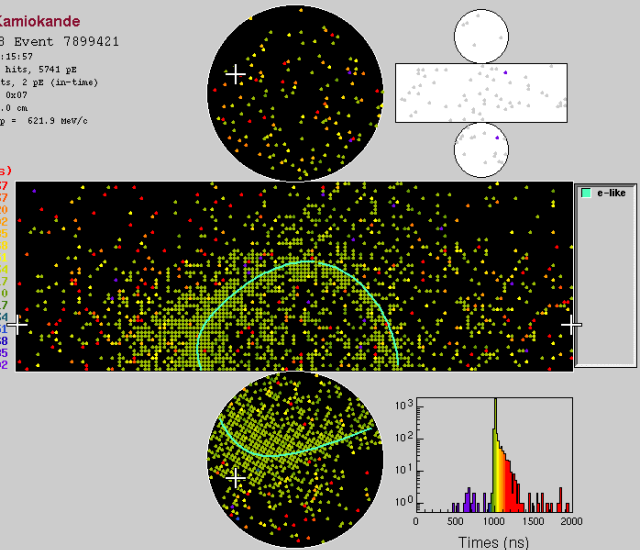 Kamiokande
8 Event 7899421
:15:57
hits, 5741 pE
ts, 2 pE (in-time)
0x07
.0 cm
p = 621.9 MeV/c
s)
e-like
10³
10²
10¹
10⁰
0 500 1000 1500 2000
Times (ns)